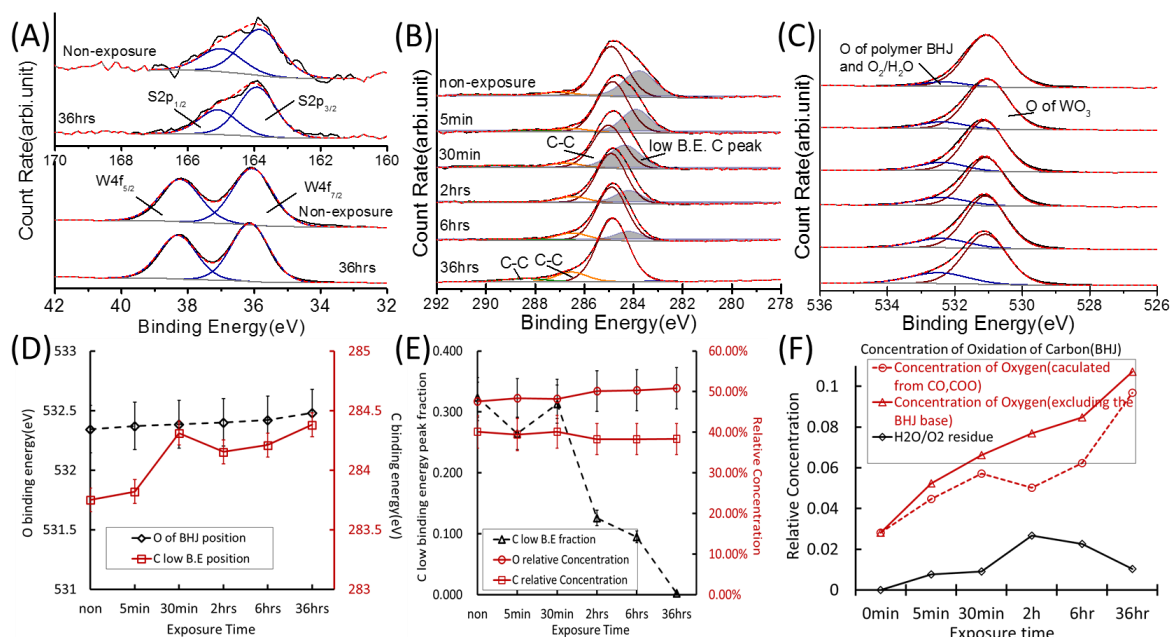 (A)
Count Rate(arbi.unit)
Non-exposure
S2p1/2
S2p3/2
36hrs
170 168 166 164 162 160
W4f5/2
W4f7/2
Non-exposure
36hrs
42 40 38 36 34 32
Binding Energy(eV)
(B)
Count Rate(arbi.unit)
non-exposure
5min
30min
C-C
low B.E. C peak
2hrs
6hrs
36hrs
C-C
C-C
292 290 288 286 284 282 280 278
Binding Energy(eV)
(C)
Count Rate(arbi.unit)
O of polymer BHJ
and O2/H2O
O of WO3
536 534 532 530 528 526
Binding Energy(eV)
(D)
O binding energy(eV)
533
532.5
532
531.5
531
C binding energy(eV)
285
284.5
284
283.5
283
O of BHJ position
C low B.E position
non 5min 30min 2hrs 6hrs 36hrs
Exposure Time
(E)
C low binding energy peak fraction
0.400
0.300
0.200
0.100
0.000
Relative Concentration
60.00%
50.00%
40.00%
30.00%
20.00%
10.00%
0.00%
C low B.E fraction
O relative Concentration
C relative Concentration
non 5min 30min 2hrs 6hrs 36hrs
Exposure Time
(F)
Concentration of Oxidation of Carbon(BHJ)
Concentration of Oxygen(caculated
from CO,COO)
Concentration of Oxygen(excluding the
BHJ base)
H2O/O2 residue
Relative Concentration
0.1
0.08
0.06
0.04
0.02
0
0min 5min 30min 2h 6hr 36hr
Exposure time